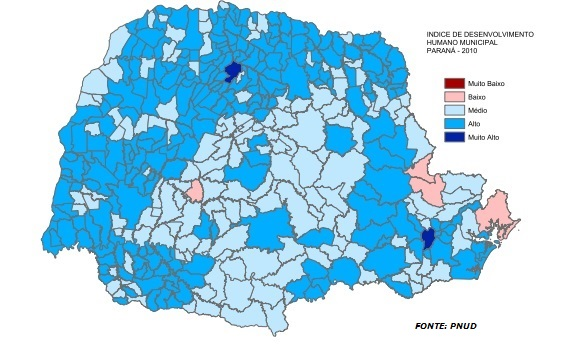 INDICE DE DESENVOLVIMENTO
HUMANO MUNICIPAL
PARANÁ - 2010
Muito Baixo
Baixo
Médio
Alto
Muito Alto
FONTE: PNUD